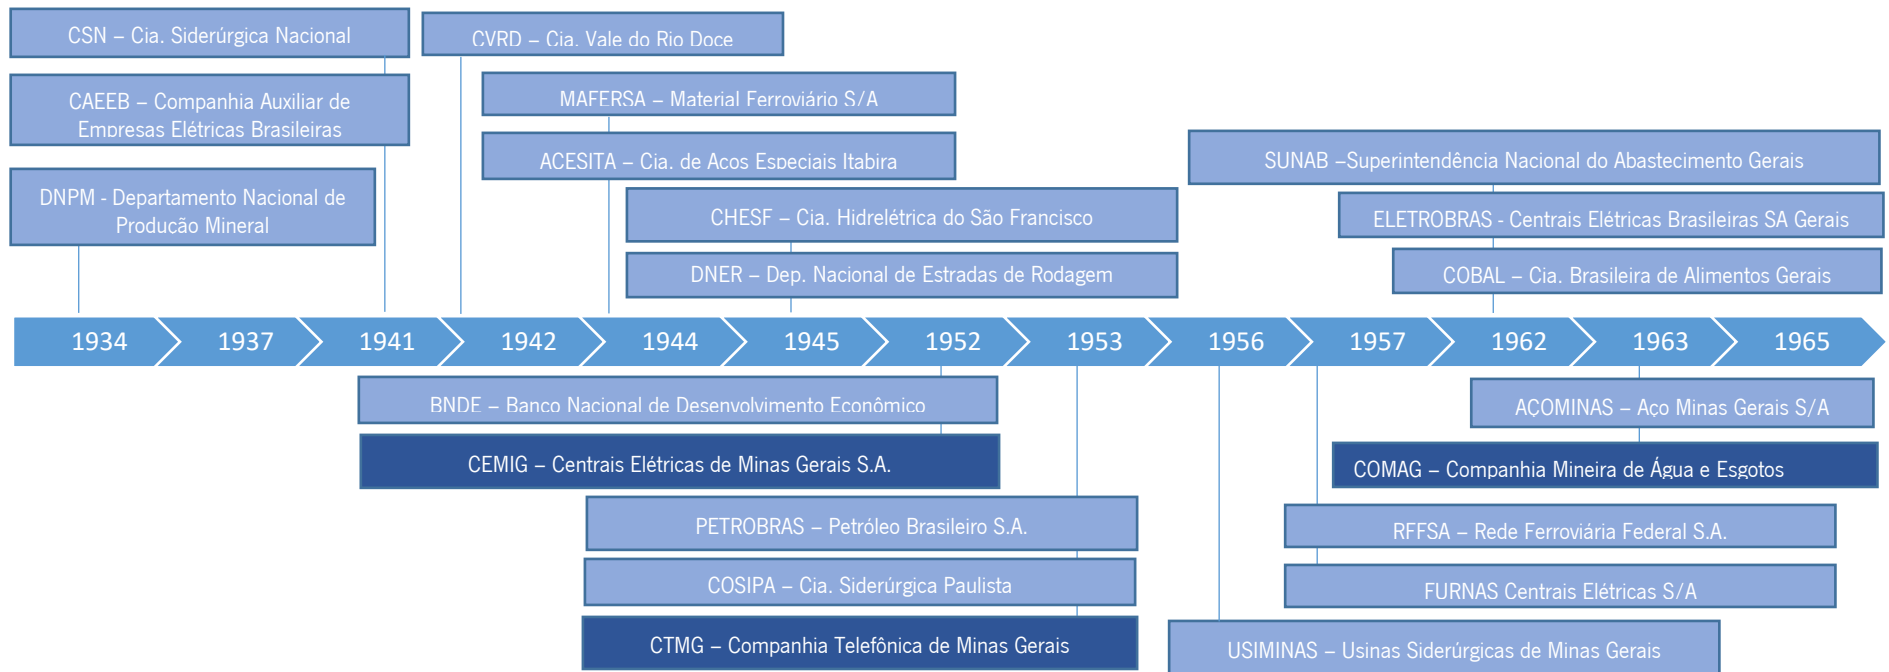 CSN – Cia. Siderúrgica Nacional
CVRD – Cia. Vale do Rio Doce
CAEEB – Companhia Auxiliar de
Empresas Elétricas Brasileiras
MAFERSA – Material Ferroviário S/A
ACESITA – Cia. de Acos Especiais Itabira
SUNAB –Superintendência Nacional do Abastecimento Gerais
DNPM - Departamento Nacional de
Producão Mineral
CHESF – Cia. Hidrelétrica do São Francisco
ELETROBRAS - Centrais Elétricas Brasileiras SA Gerais
DNER – Dep. Nacional de Estradas de Rodagem
COBAL – Cia. Brasileira de Alimentos Gerais
1934 1937 1941 1942 1944 1945 1952 1953 1956 1957 1962 1963 1965
BNDE – Banco Nacional de Desenvolvimento Econômico
AÇOMINAS – Aço Minas Gerais S/A
CEMIG – Centrais Elétricas de Minas Gerais S.A.
COMAG – Companhia Mineira de Água e Esgotos
PETROBRAS – Petróleo Brasileiro S.A.
RFFSA – Rede Ferroviária Federal S.A.
COSIPA – Cia. Siderúrgica Paulista
FURNAS Centrais Elétricas S/A
CTMG – Companhia Telefônica de Minas Gerais
USIMINAS – Usinas Siderúrgicas de Minas Gerais